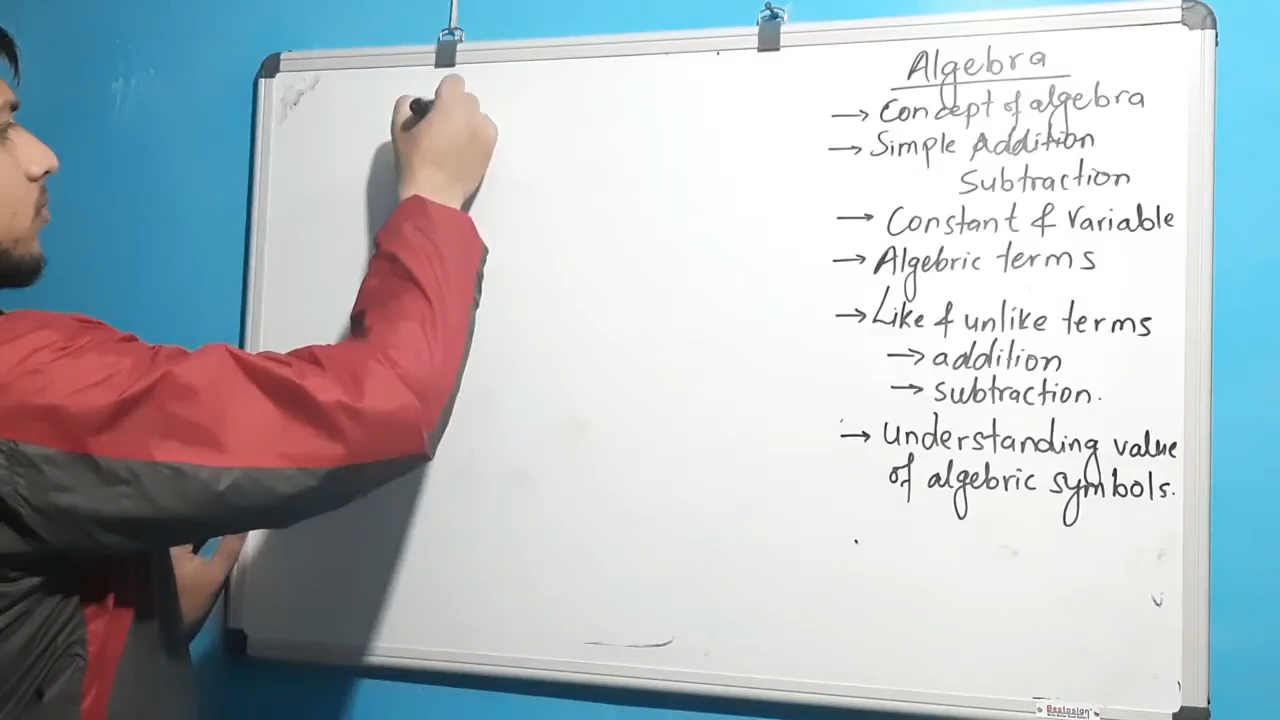 Algebra
→ Concept of algebra
→ Simple Addition
Subtraction
→ Constant & Variable
→ Algebric terms
→ Like & unlike terms
→ addition
→ subtraction.
→ Understanding value
of algebric symbols.
Bestosign